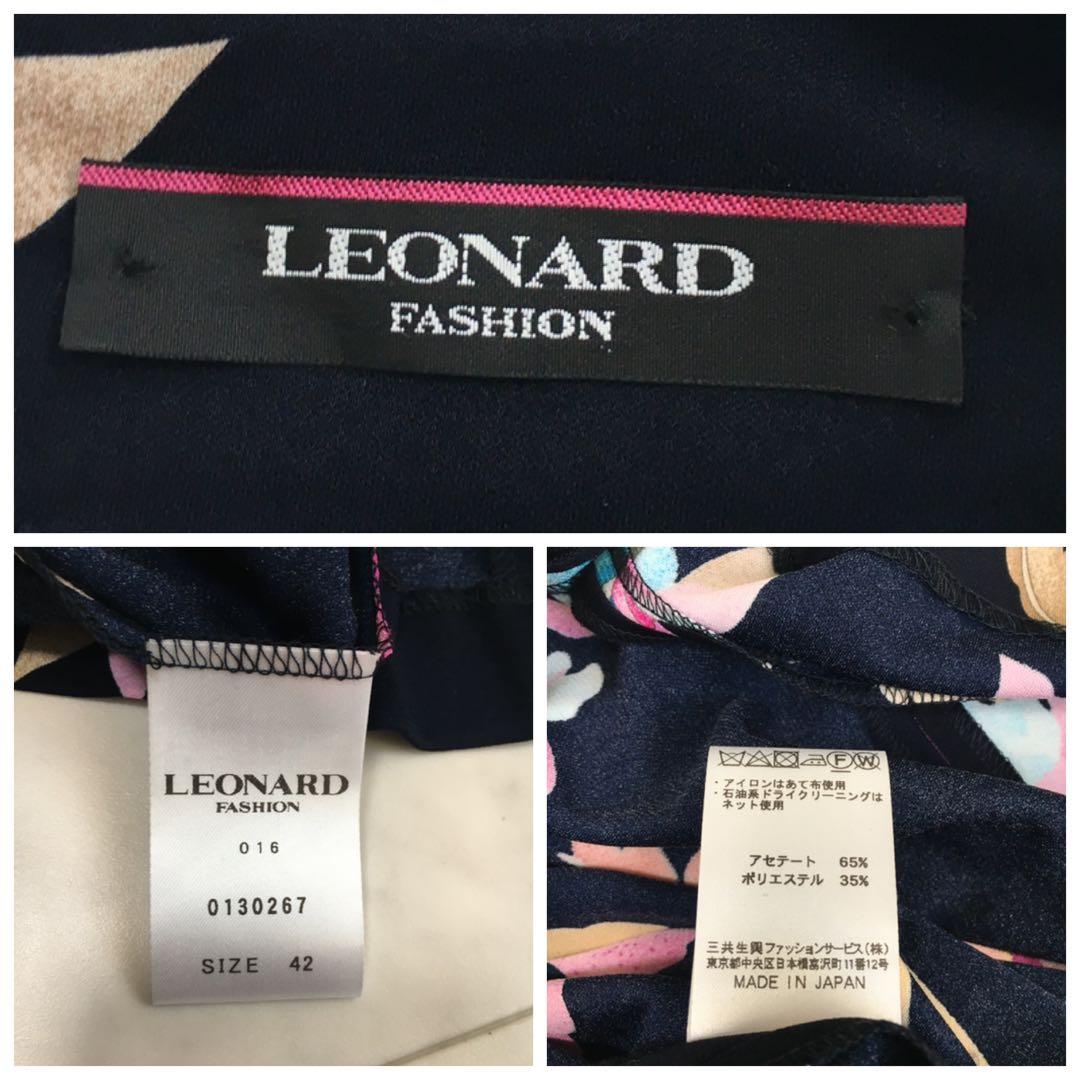 LEONARD
FASHION
LEONARD
FASHION
016
0130267
SIZE 42
・アイロンはあて布使用
・石油系ドライクリーニングは
ネット使用
アセテート 65%
ポリエステル 35%
三共生興ファッションサービス(株)
東京都中央区日本橋富沢町11番12号
MADE IN JAPAN